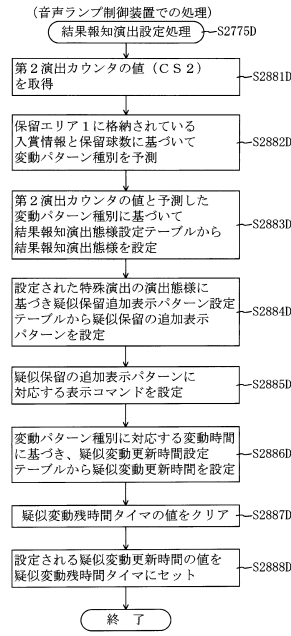 (音声ランプ制御装置での処理)
結果報知演出設定処理
S2775D
第2演出カウンタの値(CS2)
を取得
S2881D
保留エリア1に格納されている
入賞情報と保留球数に基づいて
変動パターン種別を予測
S2882D
第2演出カウンタの値と予測した
変動パターン種別に基づいて
結果報知演出態様設定テーブルから
結果報知演出態様を設定
S2883D
設定された特殊演出の演出態様に
基づき疑似保留追加表示パターン設定
テーブルから疑似保留の追加表示
パターンを設定
S2884D
疑似保留の追加表示パターンに
対応する表示コマンドを設定
S2885D
変動パターン種別に対応する変動時間
に基づき、疑似変動更新時間設定
テーブルから疑似変動更新時間を設定
S2886D
疑似変動残時間タイマの値をクリア
S2887D
設定される疑似変動更新時間の値を
疑似変動残時間タイマにセット
S2888D
終 了